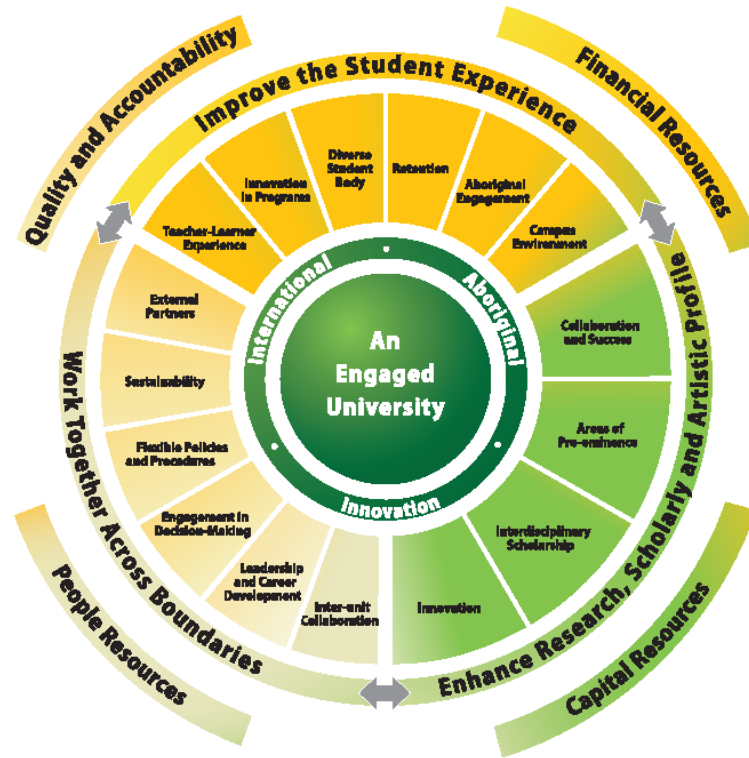 Quality and Accountability
Improve the Student Experience
Financial Resources
Teacher-Learner
Experience
Innovation
in Programs
Diverse
Student
Body
Retention
Aboriginal
Engagement
Campus
Environment
External
Partners
Sustainability
Flexible Policies
and Procedures
Engagement in
Decision-Making
Leadership
and Career
Development
Inter-unit
Collaboration
Work Together Across Boundaries
International
Aboriginal
Innovation
An
Engaged
University
Collaboration
and Success
Areas of
Pre-eminence
Interdisciplinary
Scholarship
Innovation
Enhance Research, Scholarly and Artistic Profile
People Resources
Capital Resources